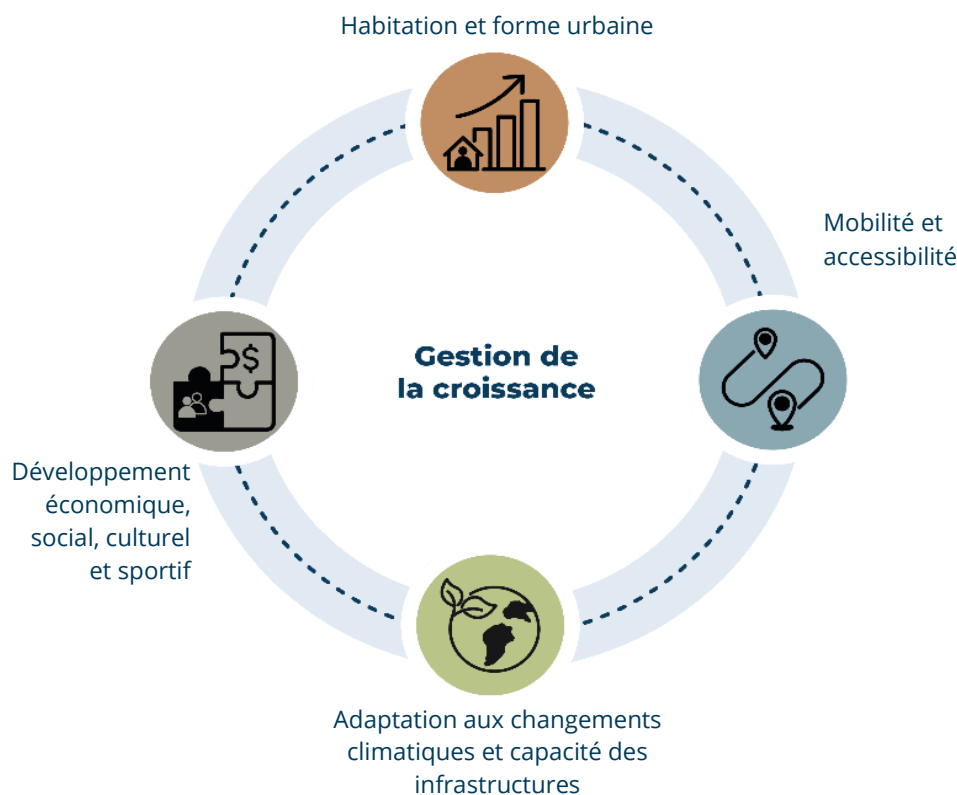 Habitation et forme urbaine
Mobilité et
accessibilité
$
Gestion de
la croissance
Développement
économique,
social, culturel
et sportif
Adaptation aux changements
climatiques et capacité des
infrastructures